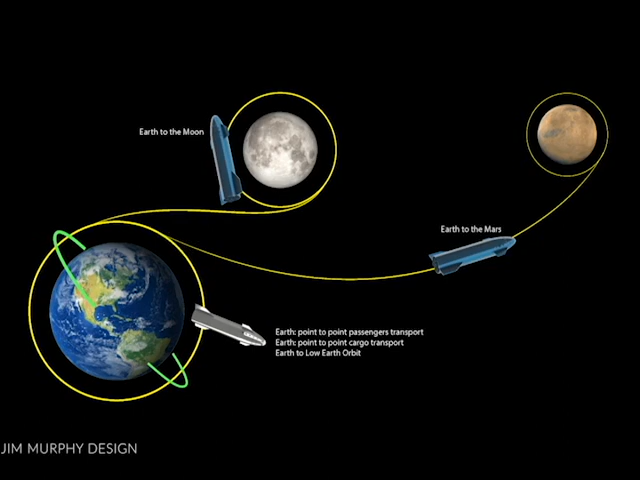 Earth to the Moon
Earth to the Mars
Earth: point to point passengers transport
Earth: point to point cargo transport
Earth to Low Earth Orbit
JIM MURPHY DESIGN